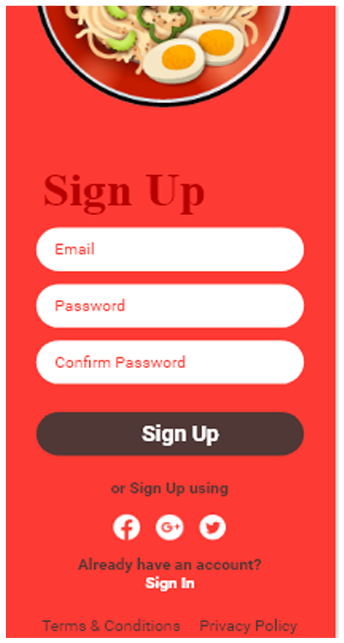 Sign Up
Email
Password
Confirm Password
Sign Up
or Sign Up using
G+
Already have an account?
Sign In
Terms & Conditions Privacy Policy